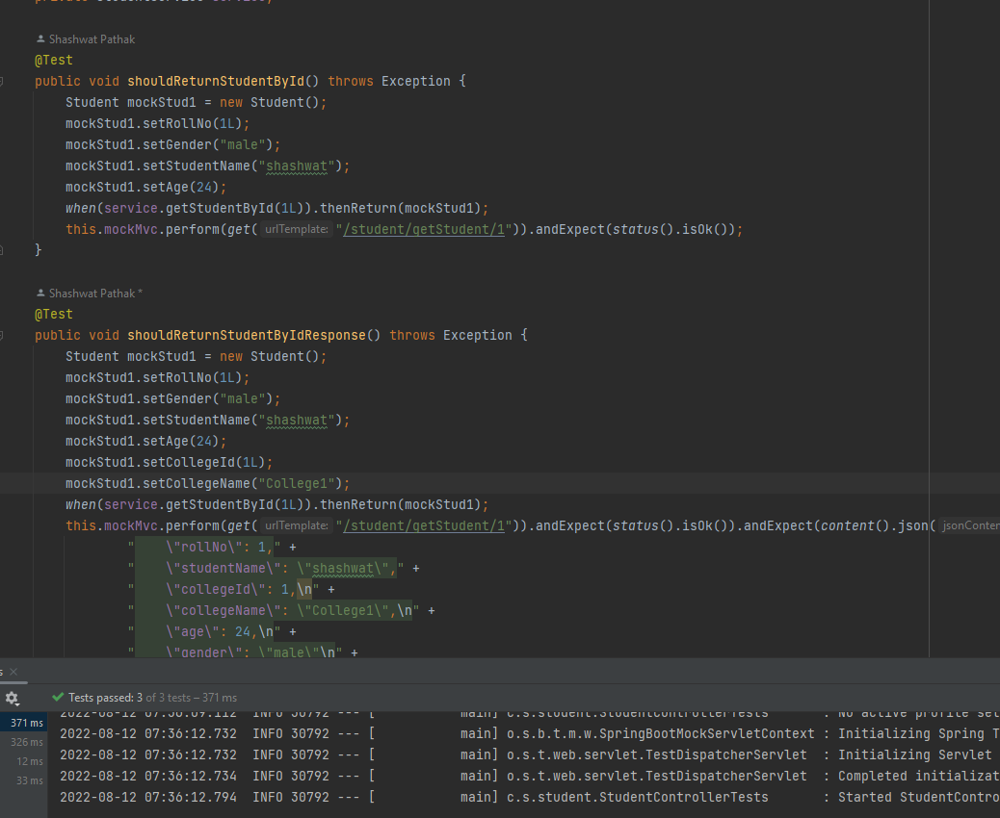 private StudentService service;
Shashwat Pathak
@Test
public void shouldReturnStudentById() throws Exception {
Student mockStud1 = new Student();
mockStud1.setRollNo(1L);
mockStud1.setGender("male");
mockStud1.setStudentName("shashwat");
mockStud1.setAge(24);
when(service.getStudentById(1L)).thenReturn(mockStud1);
this.mockMvc.perform(get( urlTemplate: "/student/getStudent/1")).andExpect(status().isOk());
}
Shashwat Pathak *
@Test
public void shouldReturnStudentByIdResponse() throws Exception {
Student mockStud1 = new Student();
mockStud1.setRollNo(1L);
mockStud1.setGender("male");
mockStud1.setStudentName("shashwat");
mockStud1.setAge(24);
mockStud1.setCollegeId(1L);
mockStud1.setCollegeName("College1");
when(service.getStudentById(1L)).thenReturn(mockStud1);
this.mockMvc.perform(get( urlTemplate: "/student/getStudent/1")).andExpect(status().isOk()).andExpect(content().json( jsonConten
"    \"rollNo\": 1," +
"    \"studentName\": \"shashwat\"," +
"    \"collegeId\": 1,\n" +
"    \"collegeName\": \"College1\",\n" +
"    \"age\": 24,\n" +
"    \"gender\": \"male\"\n" +
s ×
Tests passed: 3 of 3 tests – 371 ms
371 ms
326 ms
12 ms
33 ms
2022-08-12 07:36:09.112  INFO 30792 --- [           main] c.s.student.StudentControllerTests       : No active profile set
2022-08-12 07:36:12.732  INFO 30792 --- [           main] o.s.b.t.m.w.SpringBootMockServletContext : Initializing Spring T
2022-08-12 07:36:12.732  INFO 30792 --- [           main] o.s.t.web.servlet.TestDispatcherServlet  : Initializing Servlet
2022-08-12 07:36:12.734  INFO 30792 --- [           main] o.s.t.web.servlet.TestDispatcherServlet  : Completed initializat
2022-08-12 07:36:12.794  INFO 30792 --- [           main] c.s.student.StudentControllerTests       : Started StudentContro